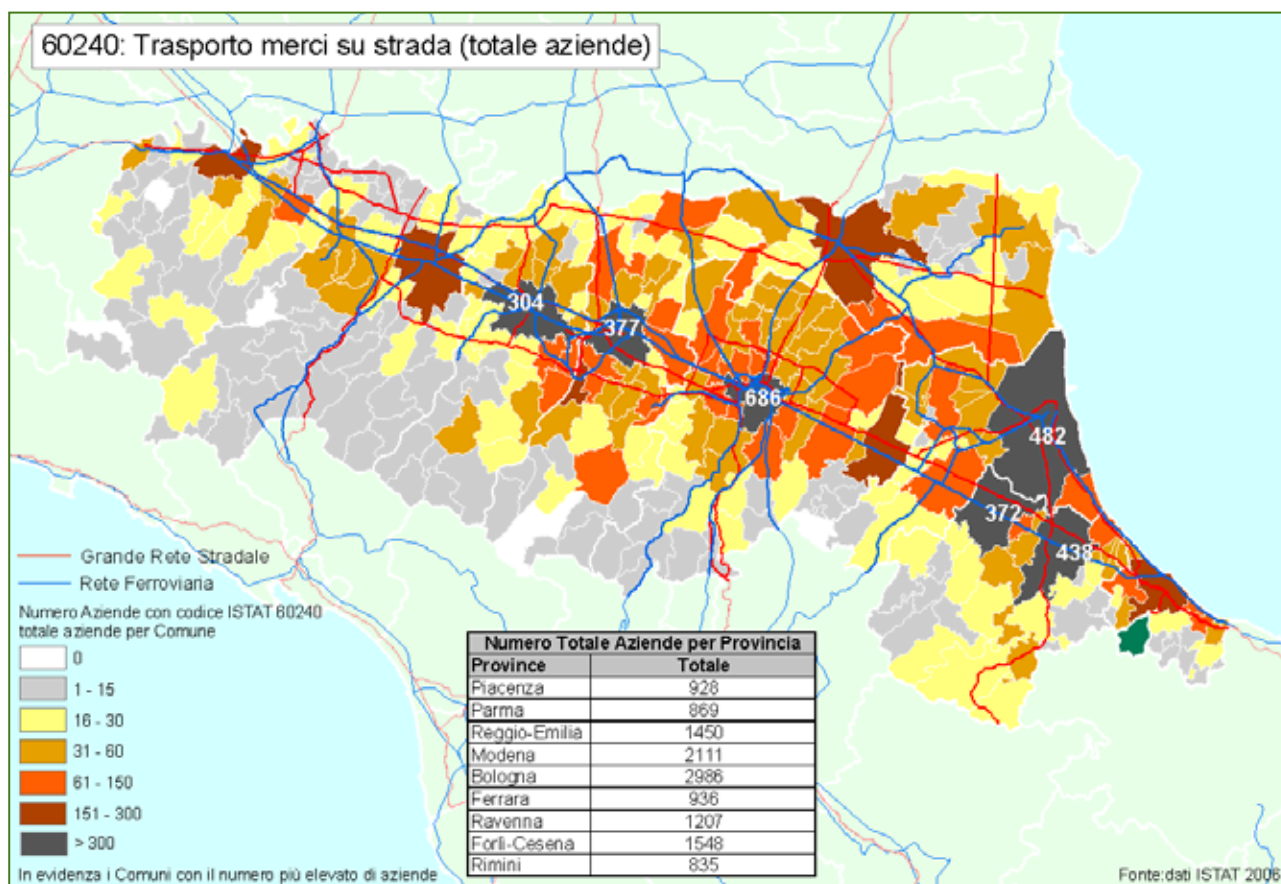 60240: Trasporto merci su strada (totale aziende)
304
377
686
482
372
438
Grande Rete Stradale
Rete Ferroviaria
Numero Aziende con codice ISTAT 60240
totale aziende per Comune
0
1 - 15
16 - 30
31 - 60
61 - 150
151 - 300
> 300
In evidenza i Comuni con il numero più elevato di aziende
Numero Totale Aziende per Provincia
Province Totale
Piacenza 928
Parma 869
Reggio-Emilia 1450
Modena 2111
Bologna 2986
Ferrara 936
Ravenna 1207
Forlì-Cesena 1548
Rimini 835
Fonte:dati ISTAT 2006